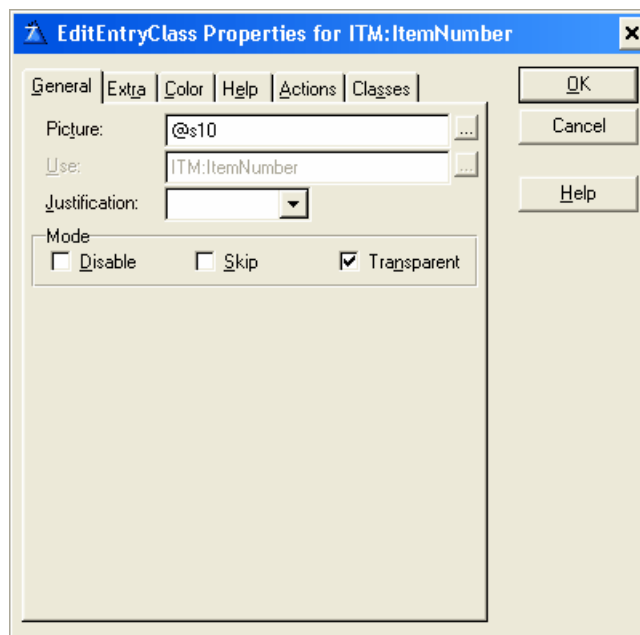 EditEntryClass Properties for ITM:ItemNumber
General Extra Color Help Actions Classes
OK
Picture: @s10 ...
Cancel
Use: ITM:ItemNumber ...
Justification:
Help
Mode
Disable Skip Transparent